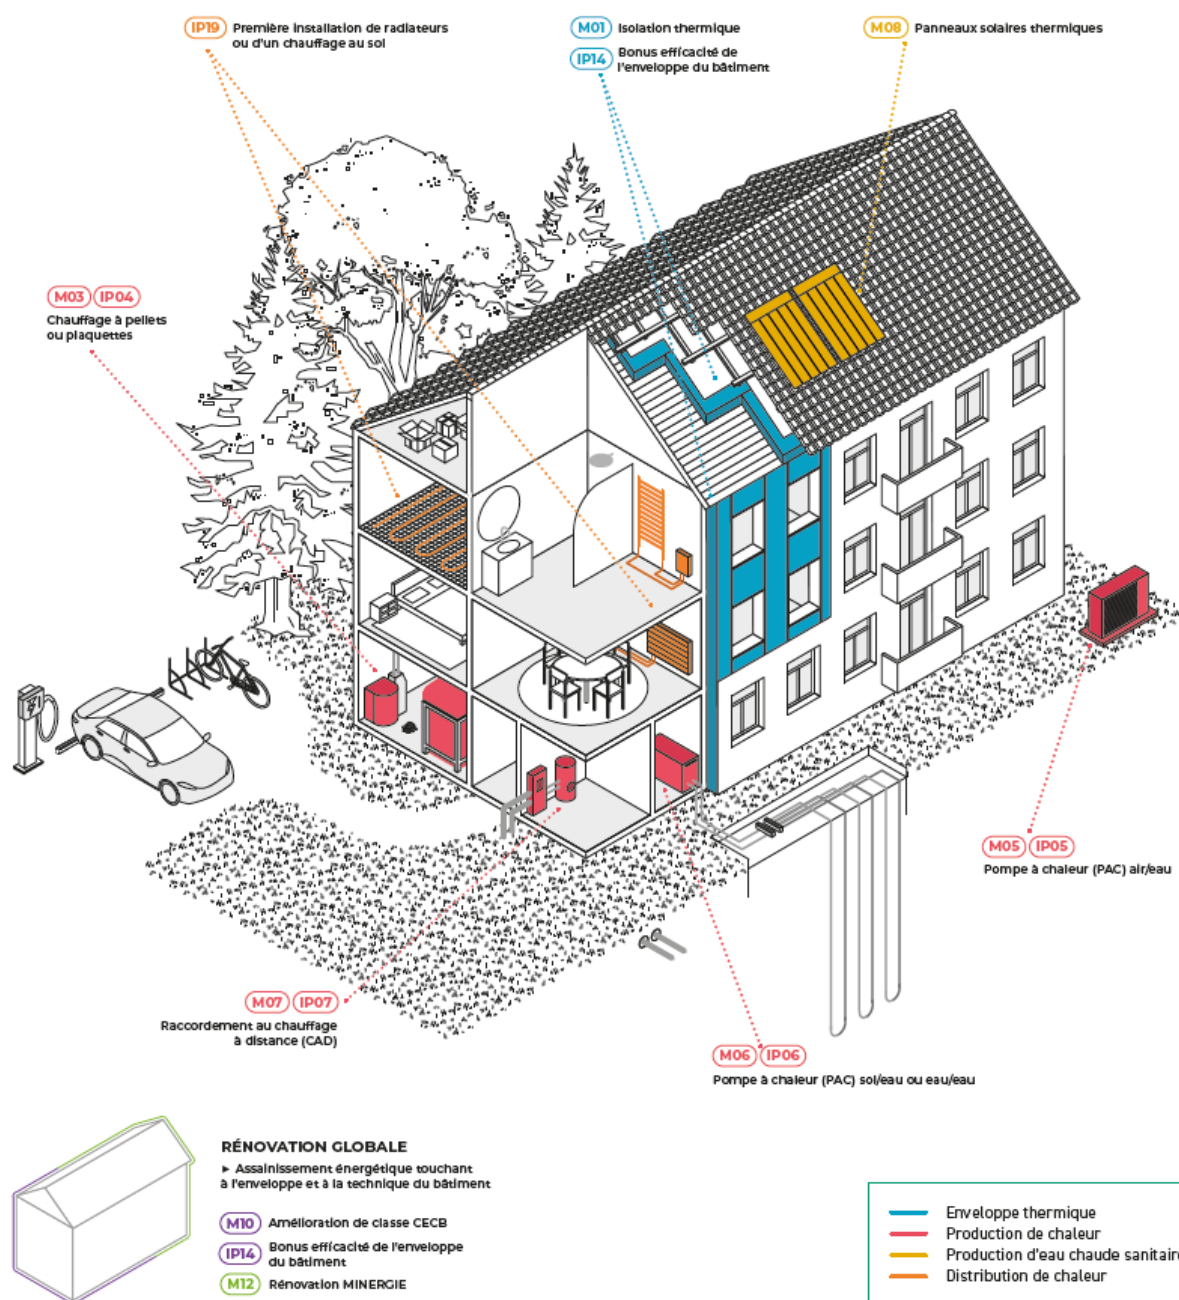 IP19 Première installation de radiateurs
ou d'un chauffage au sol
M01 Isolation thermique
IP14 Bonus efficacité de
l'enveloppe du bâtiment
M08 Panneaux solaires thermiques
M03 IP04
Chauffage à pellets
ou plaquettes
M05 IP05
Pompe à chaleur (PAC) air/eau
M07 IP07
Raccordement au chauffage
à distance (CAD)
M06 IP06
Pompe à chaleur (PAC) sol/eau ou eau/eau
RÉNOVATION GLOBALE
► Assainissement énergétique touchant
à l'enveloppe et à la technique du bâtiment
M10 Amélioration de classe CECB
IP14 Bonus efficacité de l'enveloppe
du bâtiment
M12 Rénovation MINERGIE
Enveloppe thermique
Production de chaleur
Production d'eau chaude sanitaire
Distribution de chaleur